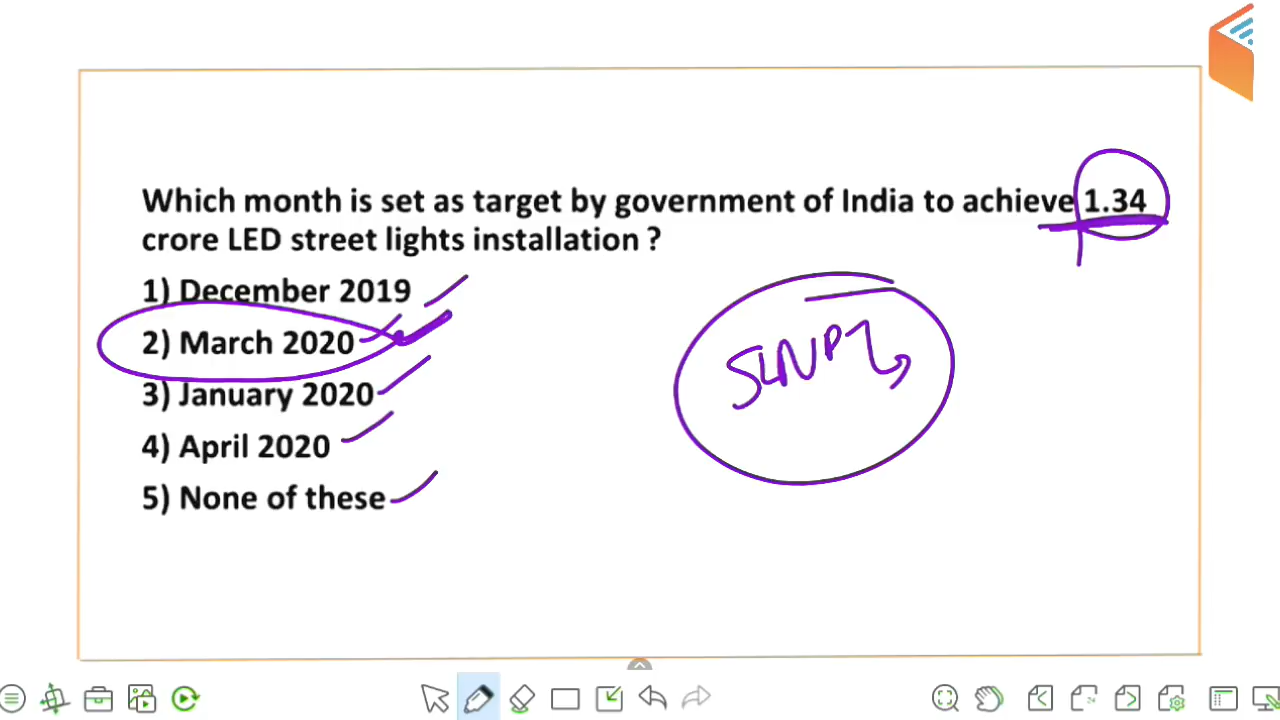 Which month is set as target by government of India to achieve 1.34
crore LED street lights installation ?
1) December 2019
2) March 2020
3) January 2020
4) April 2020
5) None of these
SLNP